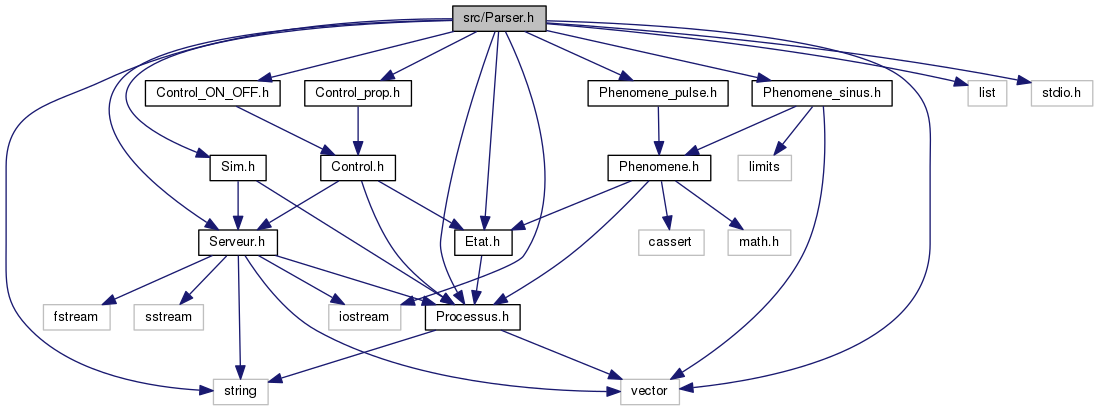 src/Parser.h
Control_ON_OFF.h
Control_prop.h
Phenomene_pulse.h
Phenomene_sinus.h
list
stdio.h
Sim.h
Control.h
Phenomene.h
limits
Serveur.h
Etat.h
cassert
math.h
fstream
sstream
iostream
Processus.h
string
vector